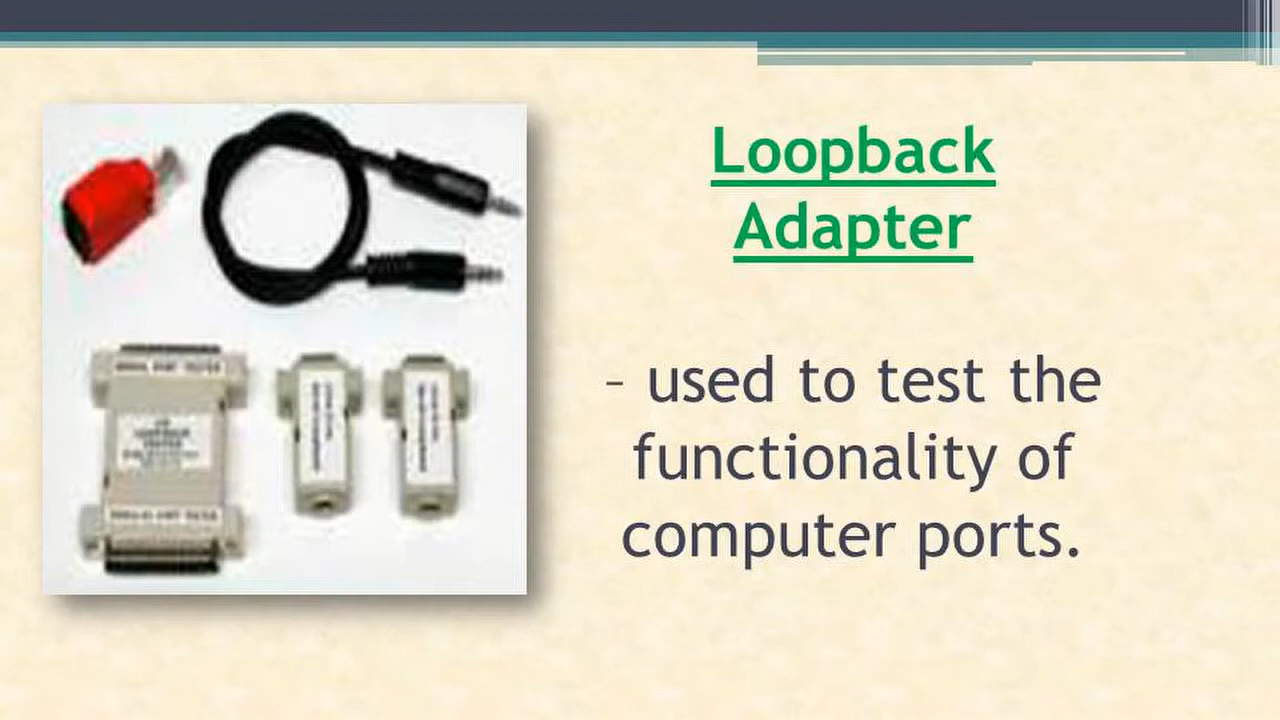 Loopback
Adapter
– used to test the
functionality of
computer ports.